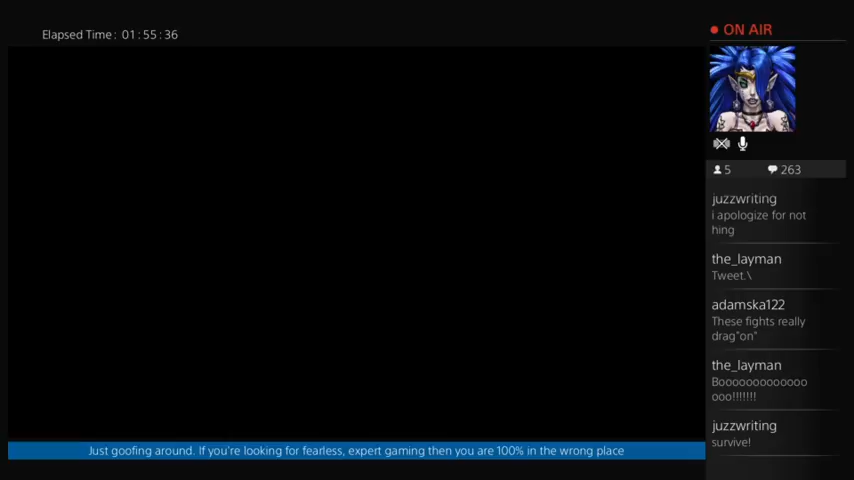 Elapsed Time: 01:55:36
ON AIR
5 263
juzzwriting
i apologize for not
hing
the_layman
Tweet.\
adamska122
These fights really
drag"on"
the_layman
Booooooooooooo
ooo!!!!!!!
juzzwriting
survive!
Just goofing around. If you're looking for fearless, expert gaming then you are 100% in the wrong place